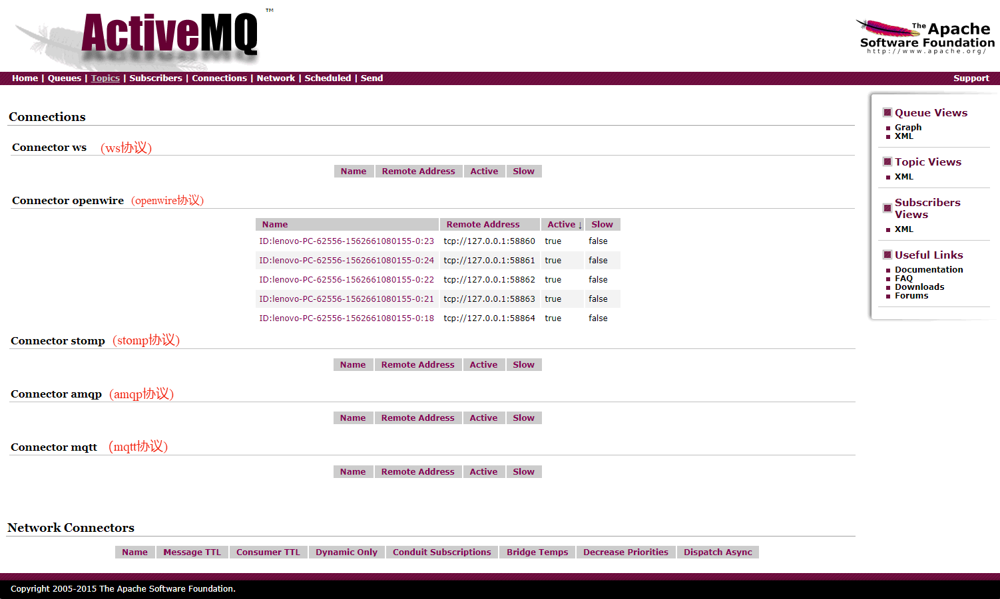 ActiveMQ ™
The Apache
Software Foundation
http://www.apache.org/
Home | Queues | Topics | Subscribers | Connections | Network | Scheduled | Send Support
Connections
Connector ws (ws协议)
Name Remote Address Active Slow
Connector openwire (openwire协议)
Name Remote Address Active ↓ Slow
ID:lenovo-PC-62556-1562661080155-0:23 tcp://127.0.0.1:58860 true false
ID:lenovo-PC-62556-1562661080155-0:24 tcp://127.0.0.1:58861 true false
ID:lenovo-PC-62556-1562661080155-0:22 tcp://127.0.0.1:58862 true false
ID:lenovo-PC-62556-1562661080155-0:21 tcp://127.0.0.1:58863 true false
ID:lenovo-PC-62556-1562661080155-0:18 tcp://127.0.0.1:58864 true false
Connector stomp (stomp协议)
Name Remote Address Active Slow
Connector amqp (amqp协议)
Name Remote Address Active Slow
Connector mqtt (mqtt协议)
Name Remote Address Active Slow
Network Connectors
Name Message TTL Consumer TTL Dynamic Only Conduit Subscriptions Bridge Temps Decrease Priorities Dispatch Async
Queue Views
Graph
XML
Topic Views
XML
Subscribers
Views
XML
Useful Links
Documentation
FAQ
Downloads
Forums
Copyright 2005-2015 The Apache Software Foundation.